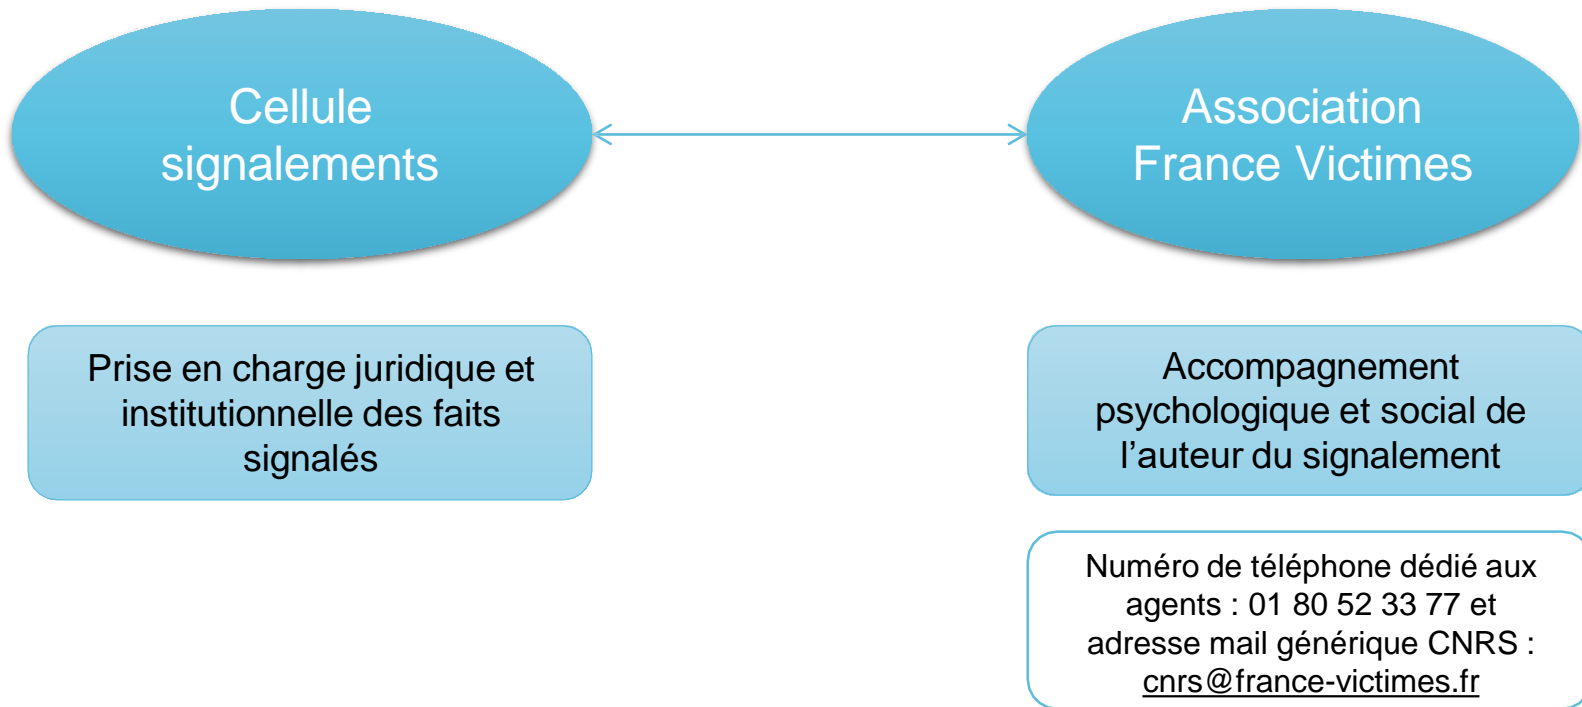 Cellule
signalements
Association
France Victimes
Prise en charge juridique et
institutionnelle des faits
signalés
Accompagnement
psychologique et social de
l’auteur du signalement
Numéro de téléphone dédié aux
agents : 01 80 52 33 77 et
adresse mail générique CNRS :
cnrs@france-victimes.fr